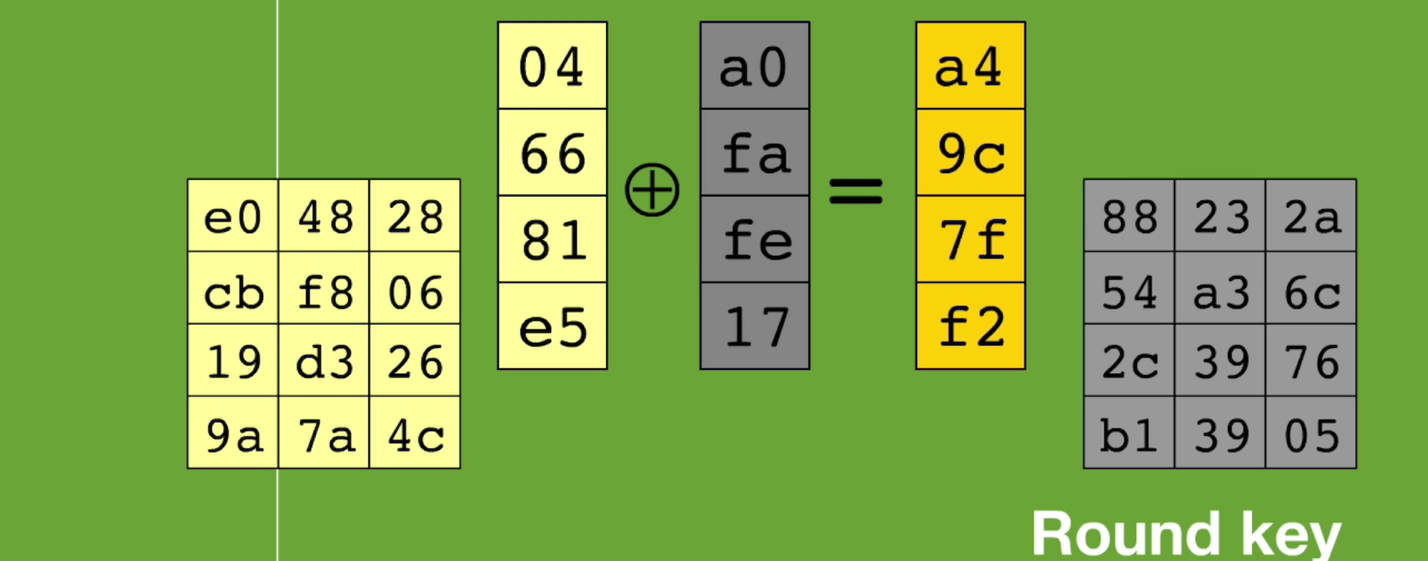 04
66
81
e5
⊕
a0
fa
fe
17
=
a4
9c
7f
f2
e0 48 28
cb f8 06
19 d3 26
9a 7a 4c
88 23 2a
54 a3 6c
2c 39 76
b1 39 05
Round key